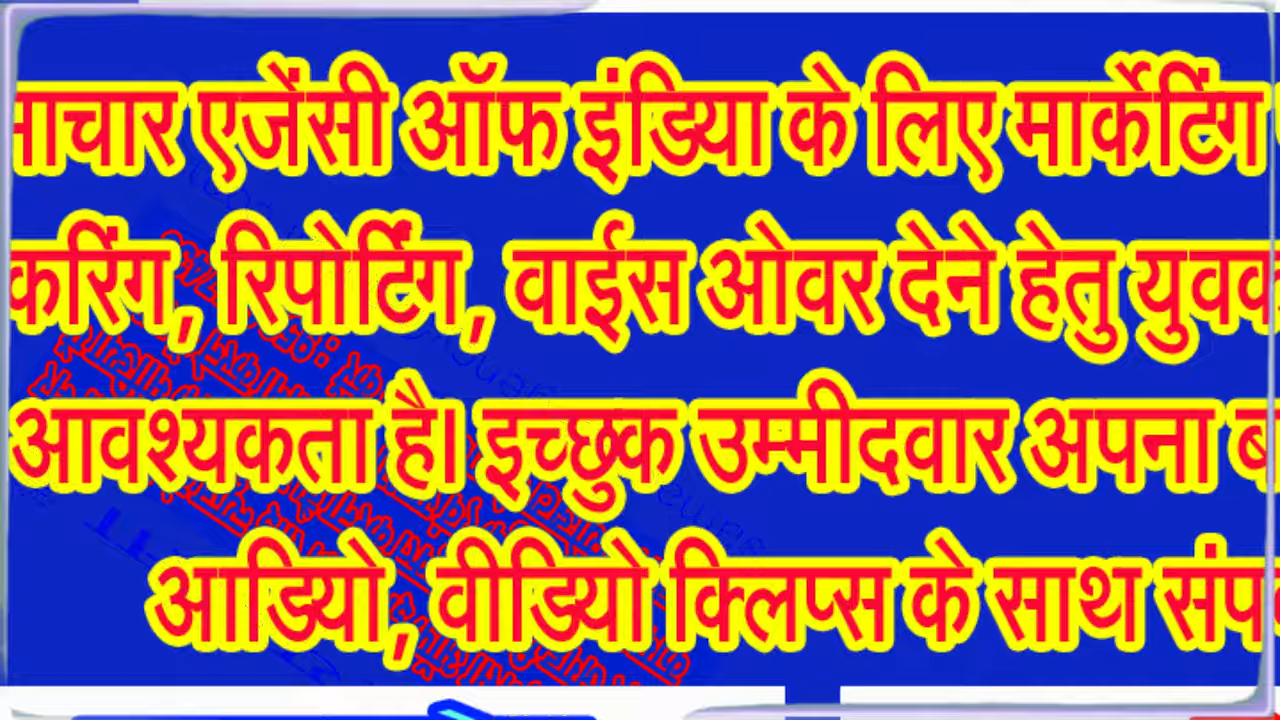 माचार एजेंसी ऑफ इंडिया के लिए मार्केटिंग
करिंग, रिपोर्टिंग, वाईस ओवर देने हेतु युवक
आवश्यकता है। इच्छुक उम्मीदवार अपना
आडियो, वीडियो क्लिप्स के साथ संप